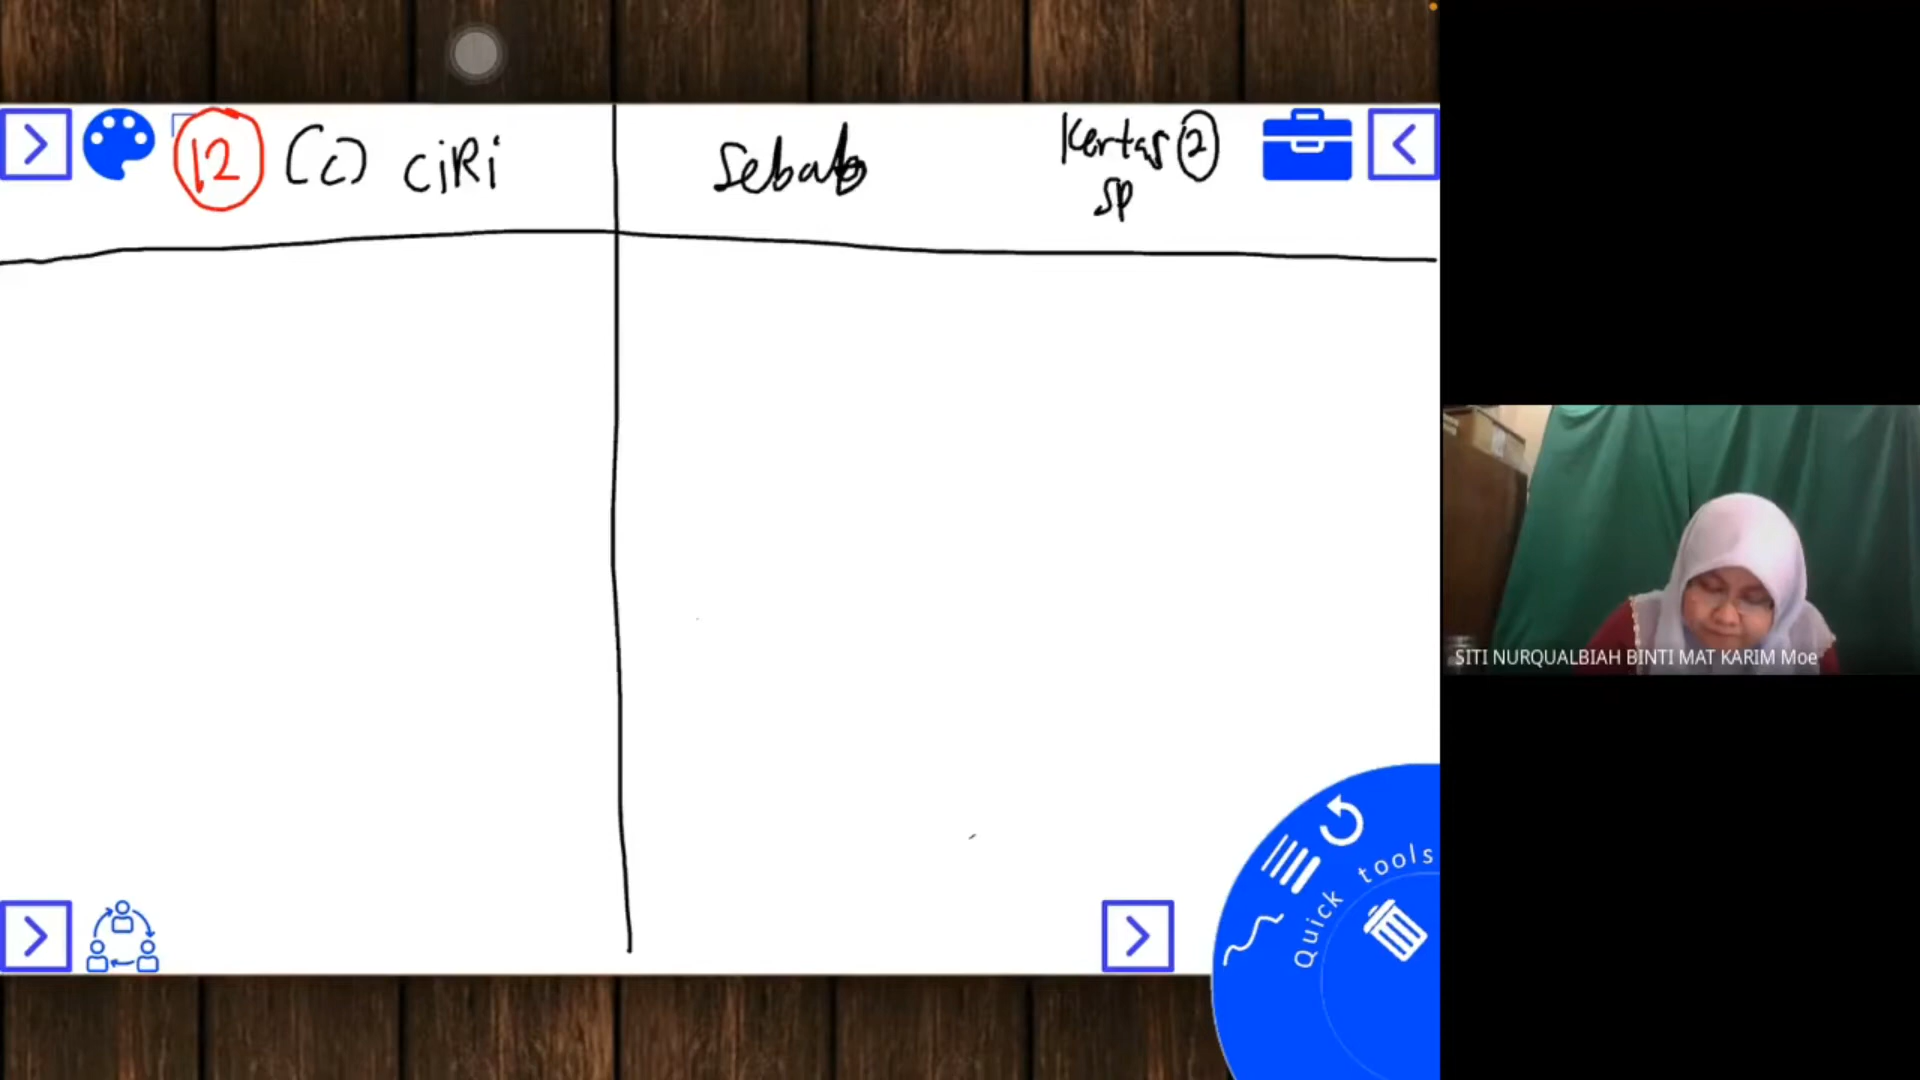 12 (c) ciRi
Sebab
Kertas 2
SP
Quick tools
SITI NURQUALBIAH BINTI MAT KARIM Moe